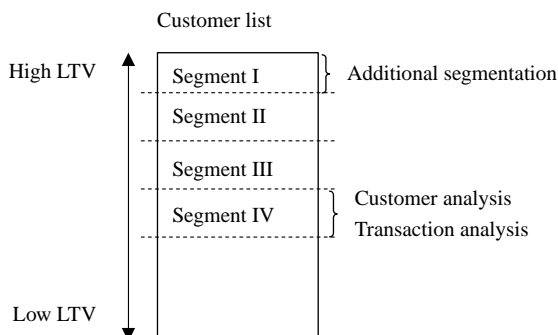 Customer list
High LTV
Segment I
Additional segmentation
Segment II
Segment III
Segment IV
Customer analysis
Transaction analysis
Low LTV